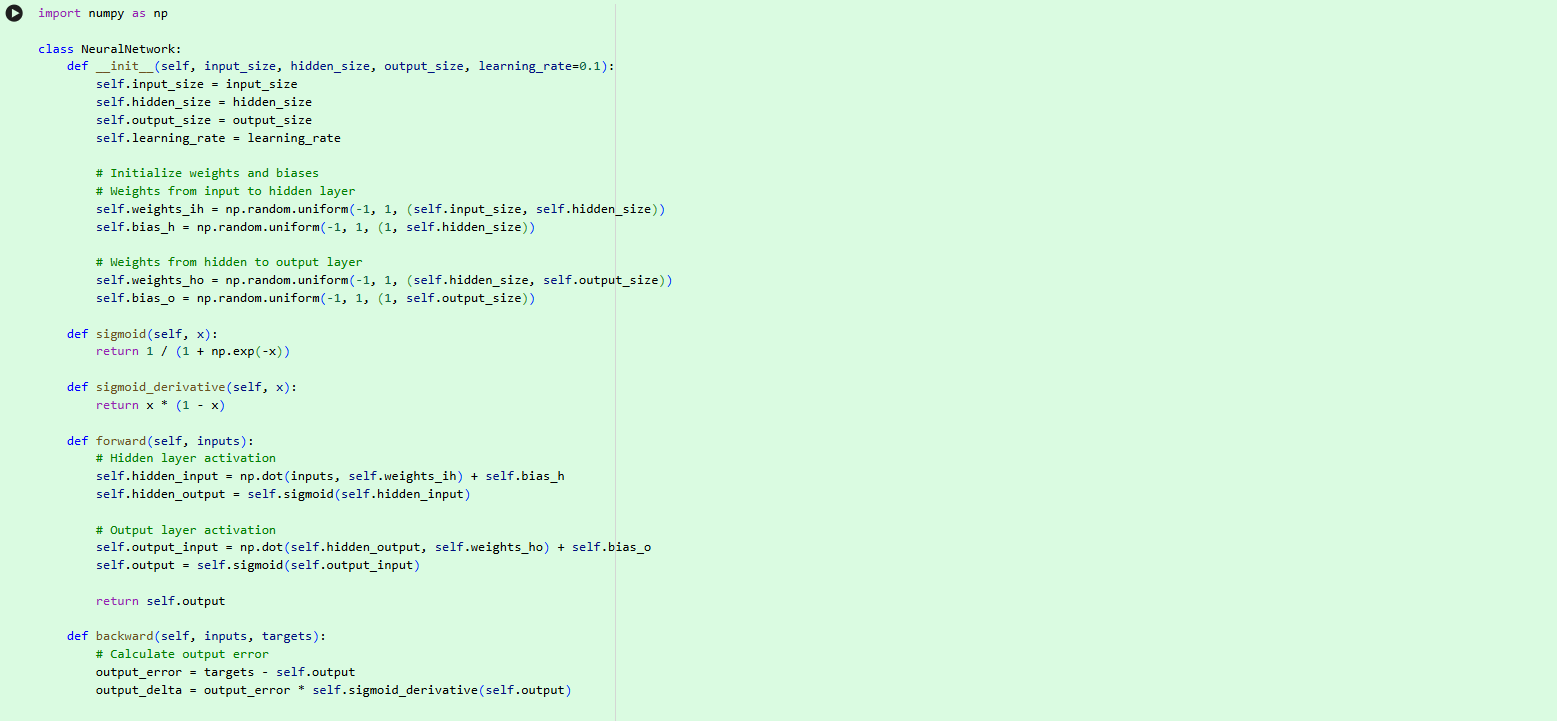 import numpy as np
class NeuralNetwork:
    def __init__(self, input_size, hidden_size, output_size, learning_rate=0.1):
        self.input_size = input_size
        self.hidden_size = hidden_size
        self.output_size = output_size
        self.learning_rate = learning_rate

        # Initialize weights and biases
        # Weights from input to hidden layer
        self.weights_ih = np.random.uniform(-1, 1, (self.input_size, self.hidden_size))
        self.bias_h = np.random.uniform(-1, 1, (1, self.hidden_size))

        # Weights from hidden to output layer
        self.weights_ho = np.random.uniform(-1, 1, (self.hidden_size, self.output_size))
        self.bias_o = np.random.uniform(-1, 1, (1, self.output_size))

    def sigmoid(self, x):
        return 1 / (1 + np.exp(-x))

    def sigmoid_derivative(self, x):
        return x * (1 - x)

    def forward(self, inputs):
        # Hidden layer activation
        self.hidden_input = np.dot(inputs, self.weights_ih) + self.bias_h
        self.hidden_output = self.sigmoid(self.hidden_input)

        # Output layer activation
        self.output_input = np.dot(self.hidden_output, self.weights_ho) + self.bias_o
        self.output = self.sigmoid(self.output_input)

        return self.output

    def backward(self, inputs, targets):
        # Calculate output error
        output_error = targets - self.output
        output_delta = output_error * self.sigmoid_derivative(self.output)